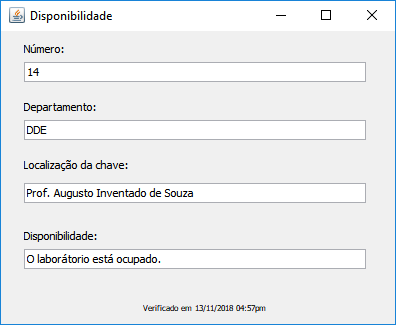 Disponibilidade
Número:
14
Departamento:
DDE
Localização da chave:
Prof. Augusto Inventado de Souza
Disponibilidade:
O laborátorio está ocupado.
Verificado em 13/11/2018 04:57pm